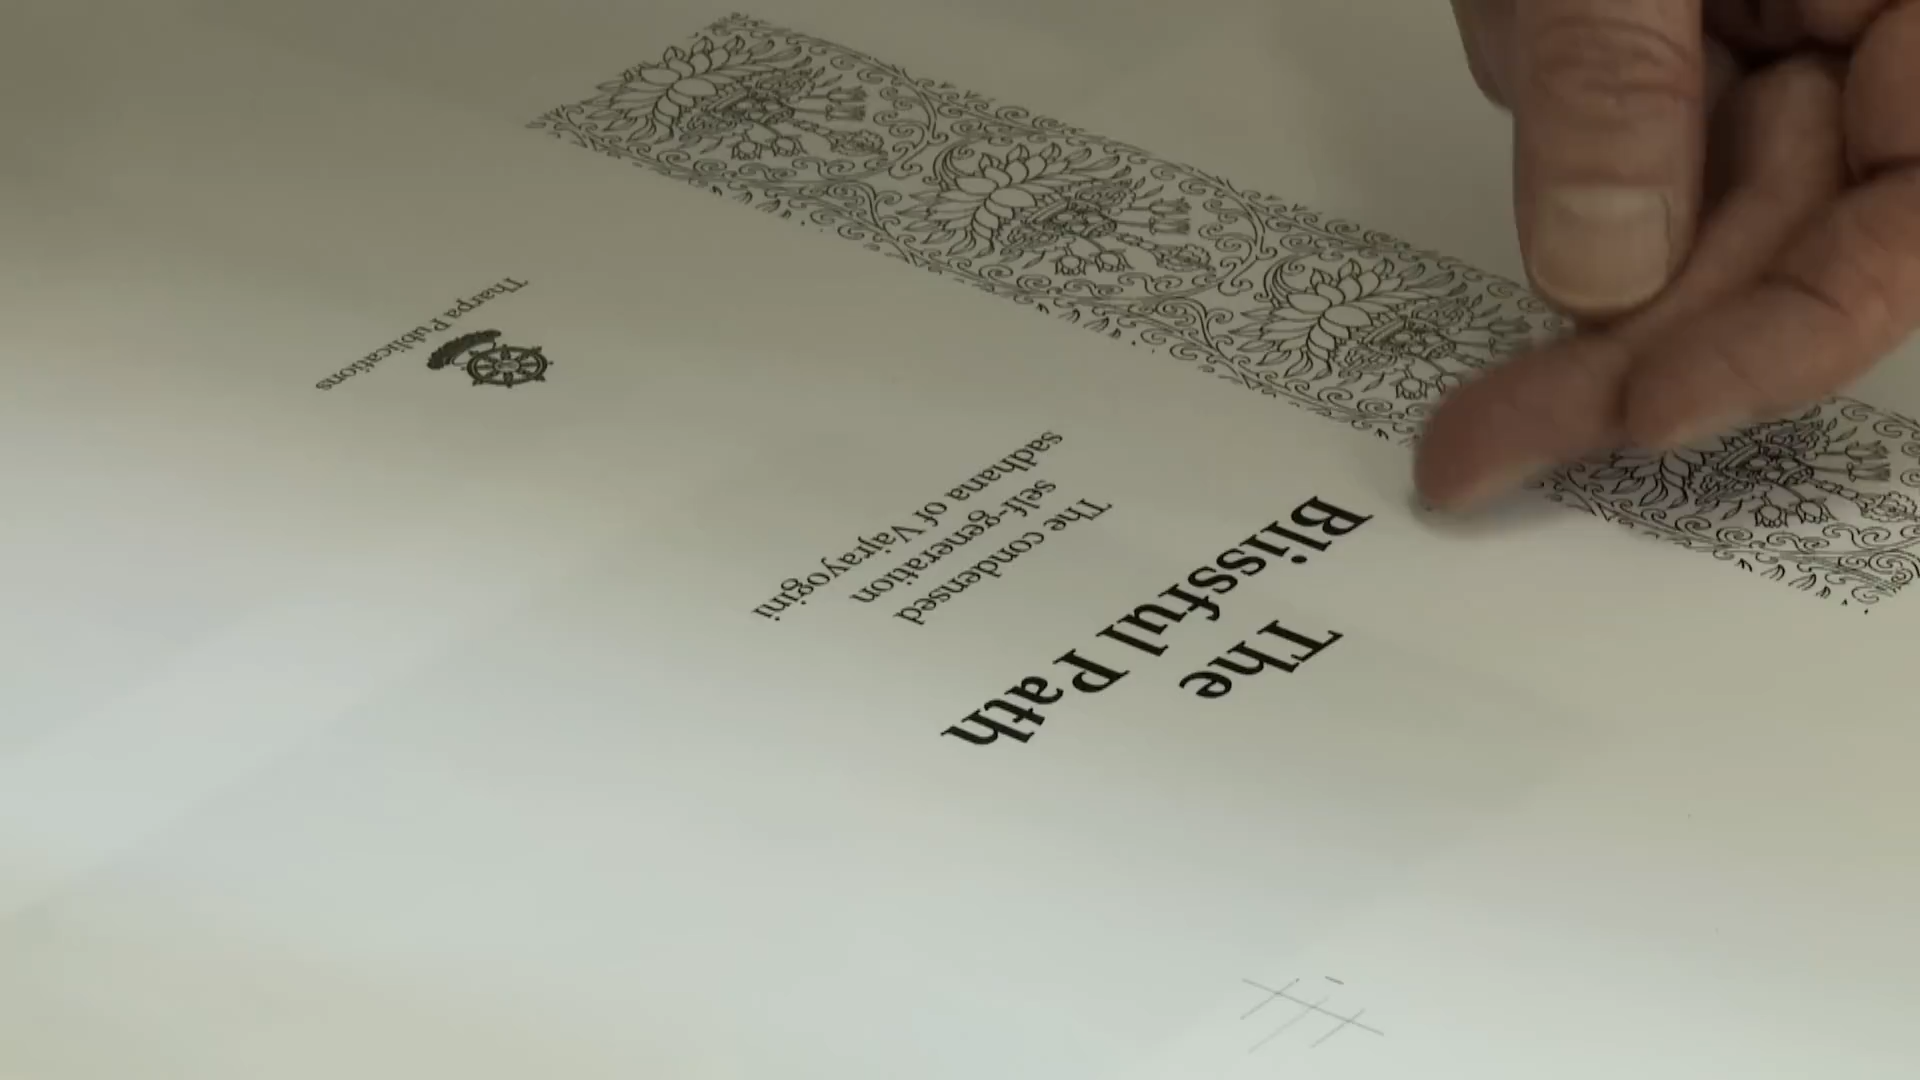 The
Blissful Path
The condensed
self-generation
sadhana of Vajrayogini
Tharpa Publications